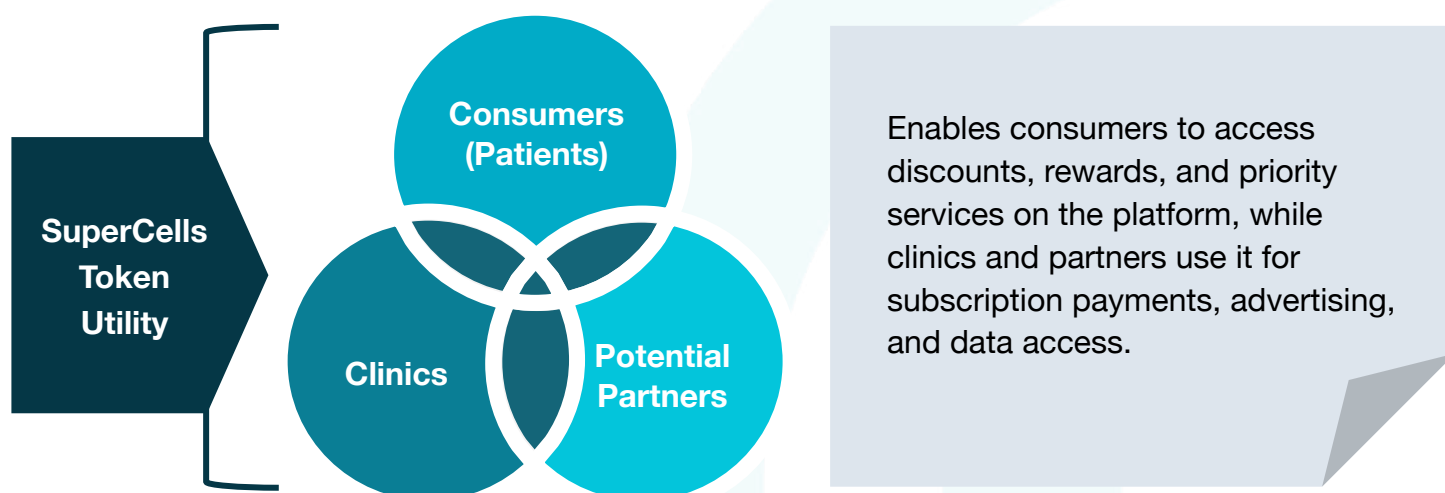 SuperCells
Token
Utility
Consumers
(Patients)
Clinics
Potential
Partners
Enables consumers to access
discounts, rewards, and priority
services on the platform, while
clinics and partners use it for
subscription payments, advertising,
and data access.